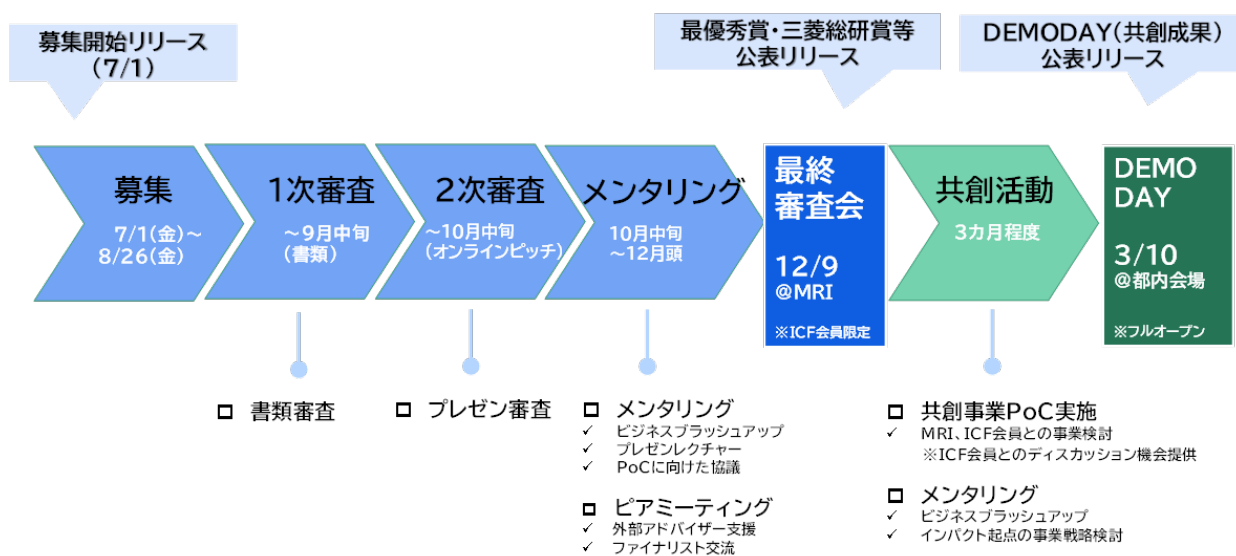 募集開始リリース
(7/1)
最優秀賞・三菱総研賞等
公表リリース
DEMODAY(共創成果)
公表リリース
募集
7/1(金)～
8/26(金)
1次審査
～9月中旬
(書類)
2次審査
～10月中旬
(オンラインピッチ)
メンタリング
10月中旬
～12月頭
最終
審査会
12/9
@MRI
※ICF会員限定
共創活動
3カ月程度
DEMO
DAY
3/10
@都内会場
※フルオープン
書類審査
プレゼン審査
メンタリング
✓ ビジネスブラッシュアップ
✓ プレゼンレクチャー
✓ PoCに向けた協議
ピアミーティング
✓ 外部アドバイザー支援
✓ ファイナリスト交流
共創事業PoC実施
✓ MRI、ICF会員との事業検討
※ICF会員とのディスカッション機会提供
メンタリング
✓ ビジネスブラッシュアップ
✓ インパクト起点の事業戦略検討